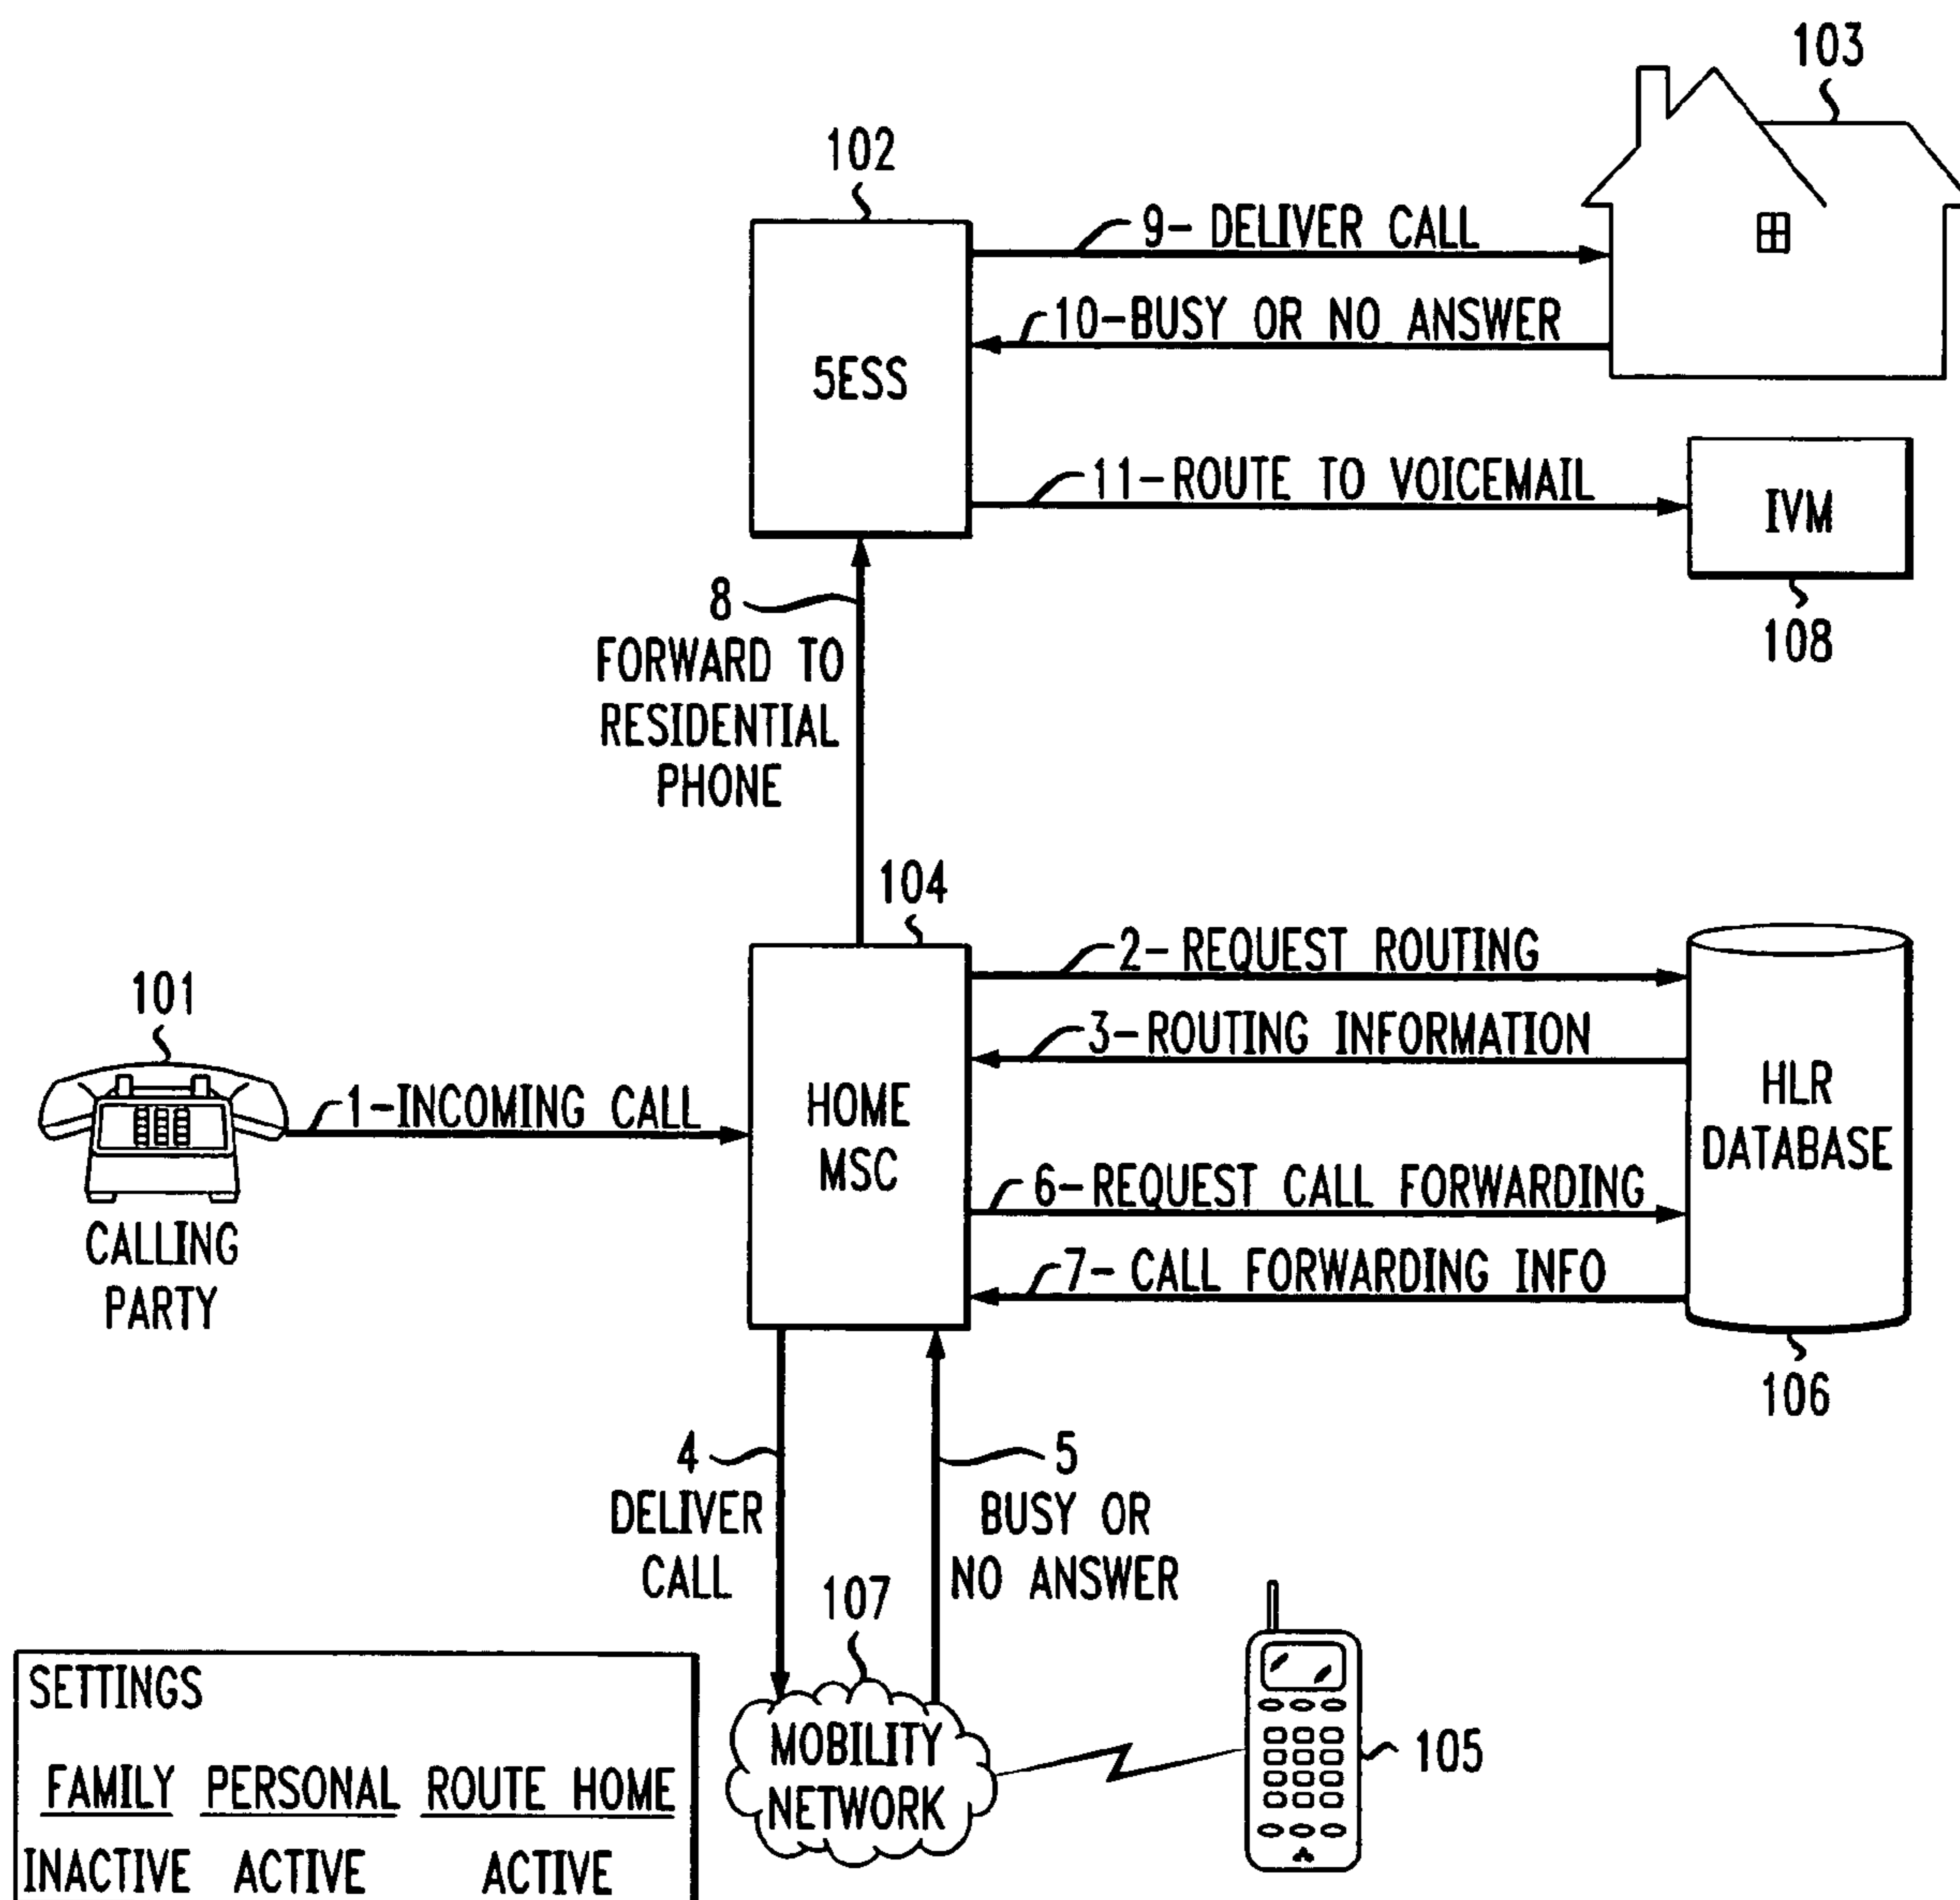 103
102
9- DELIVER CALL
10-BUSY OR NO ANSWER
5ESS
11-ROUTE TO VOICEMAIL
IVM
108
8
FORWARD TO
RESIDENTIAL
PHONE
104
2- REQUEST ROUTING
3-ROUTING INFORMATION
101
1-INCOMING CALL
HOME
MSC
HLR
DATABASE
6-REQUEST CALL FORWARDING
7- CALL FORWARDING INFO
CALLING
PARTY
106
4
DELIVER
CALL
5
BUSY OR
NO ANSWER
107
MOBILITY
NETWORK
105
SETTINGS
FAMILY PERSONAL ROUTE HOME
INACTIVE ACTIVE ACTIVE